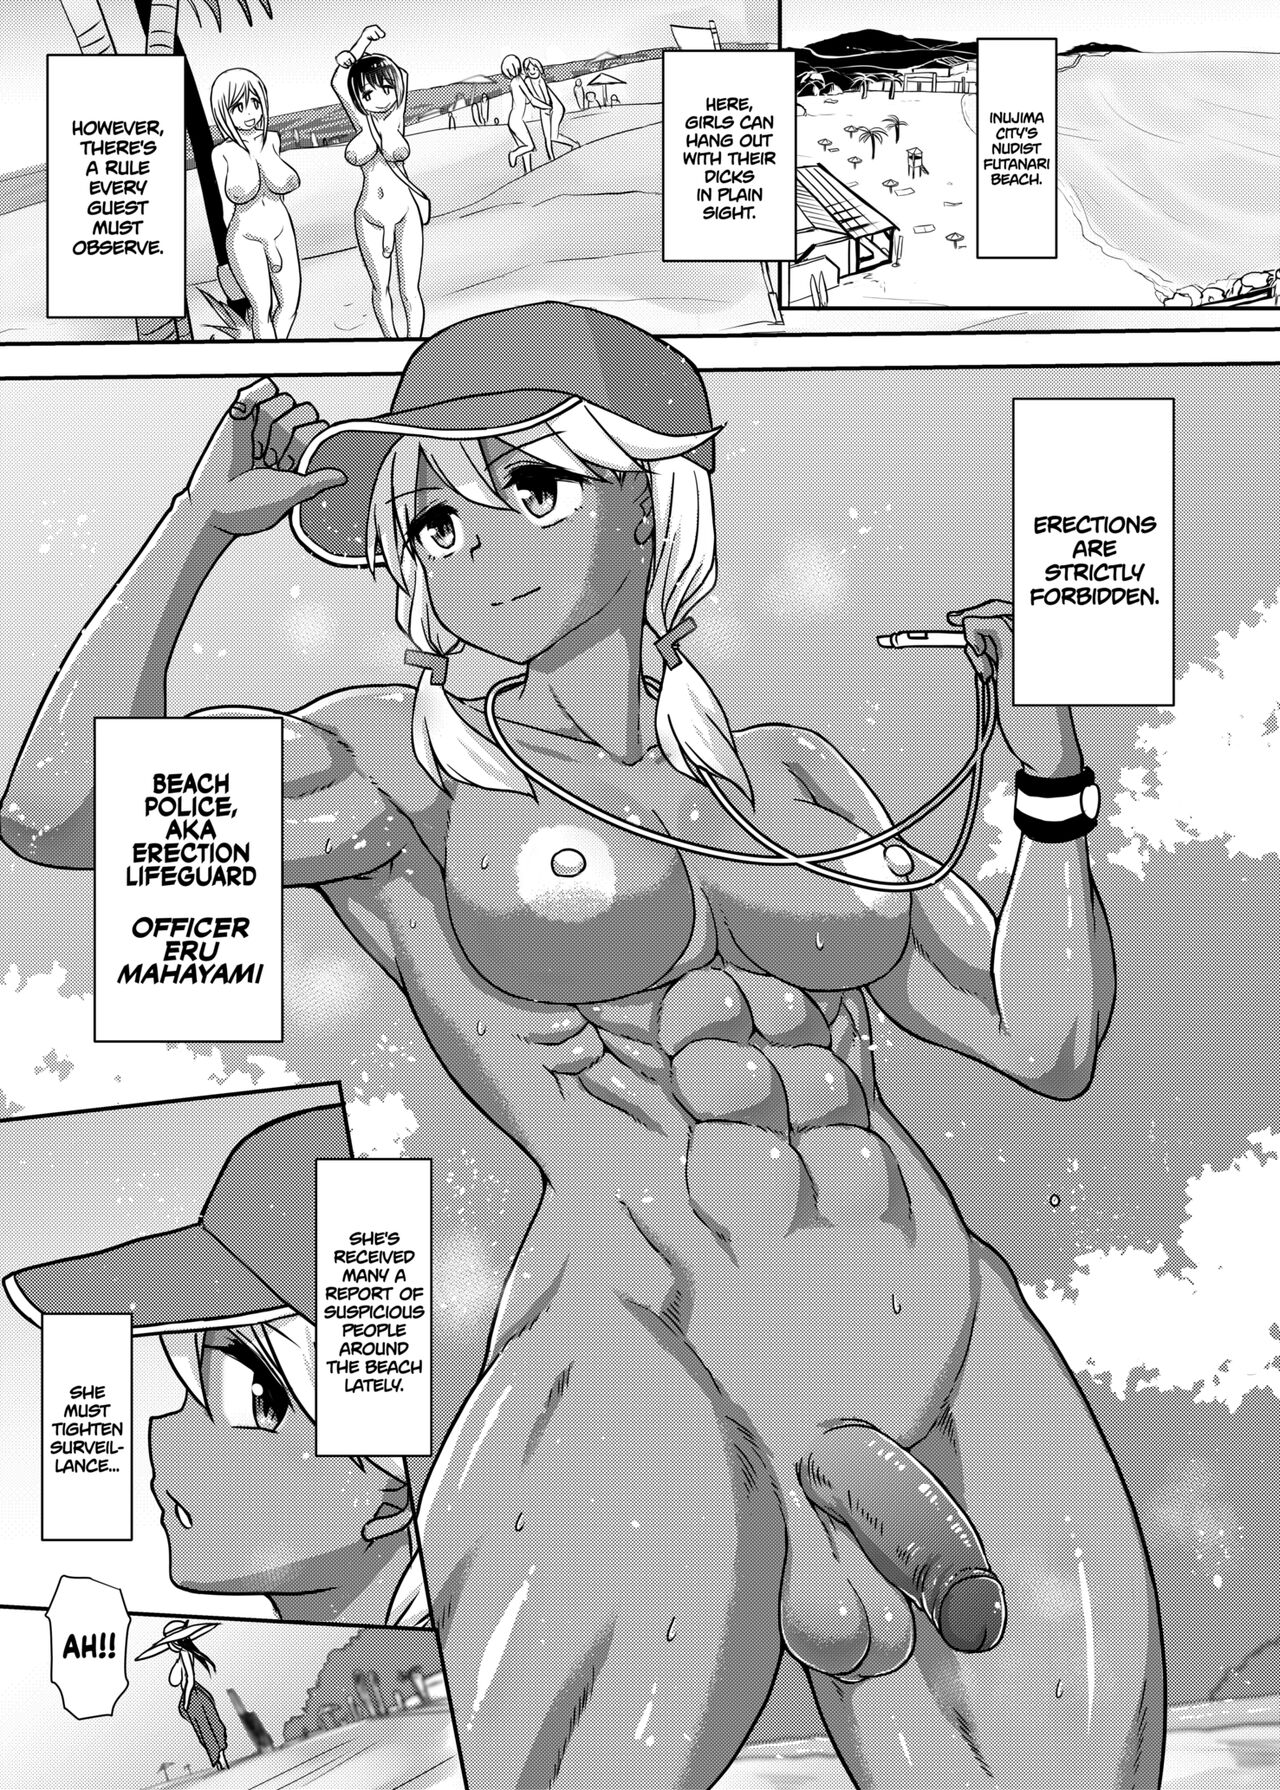 INUJIMA
CITY'S
NUDIST
FUTANARI
BEACH.
HERE,
GIRLS CAN
HANG OUT
WITH THEIR
DICKS
IN PLAIN
SIGHT.
HOWEVER,
THERE'S
A RULE
EVERY
GUEST
MUST
OBSERVE.
ERECTIONS
ARE
STRICTLY
FORBIDDEN.
BEACH
POLICE,
AKA
ERECTION
LIFEGUARD
OFFICER
ERU
MAHAYAMI
SHE'S
RECEIVED
MANY A
REPORT OF
SUSPICIOUS
PEOPLE
AROUND
THE BEACH
LATELY.
SHE
MUST
TIGHTEN
SURVEIL-
LANCE...
AH!!